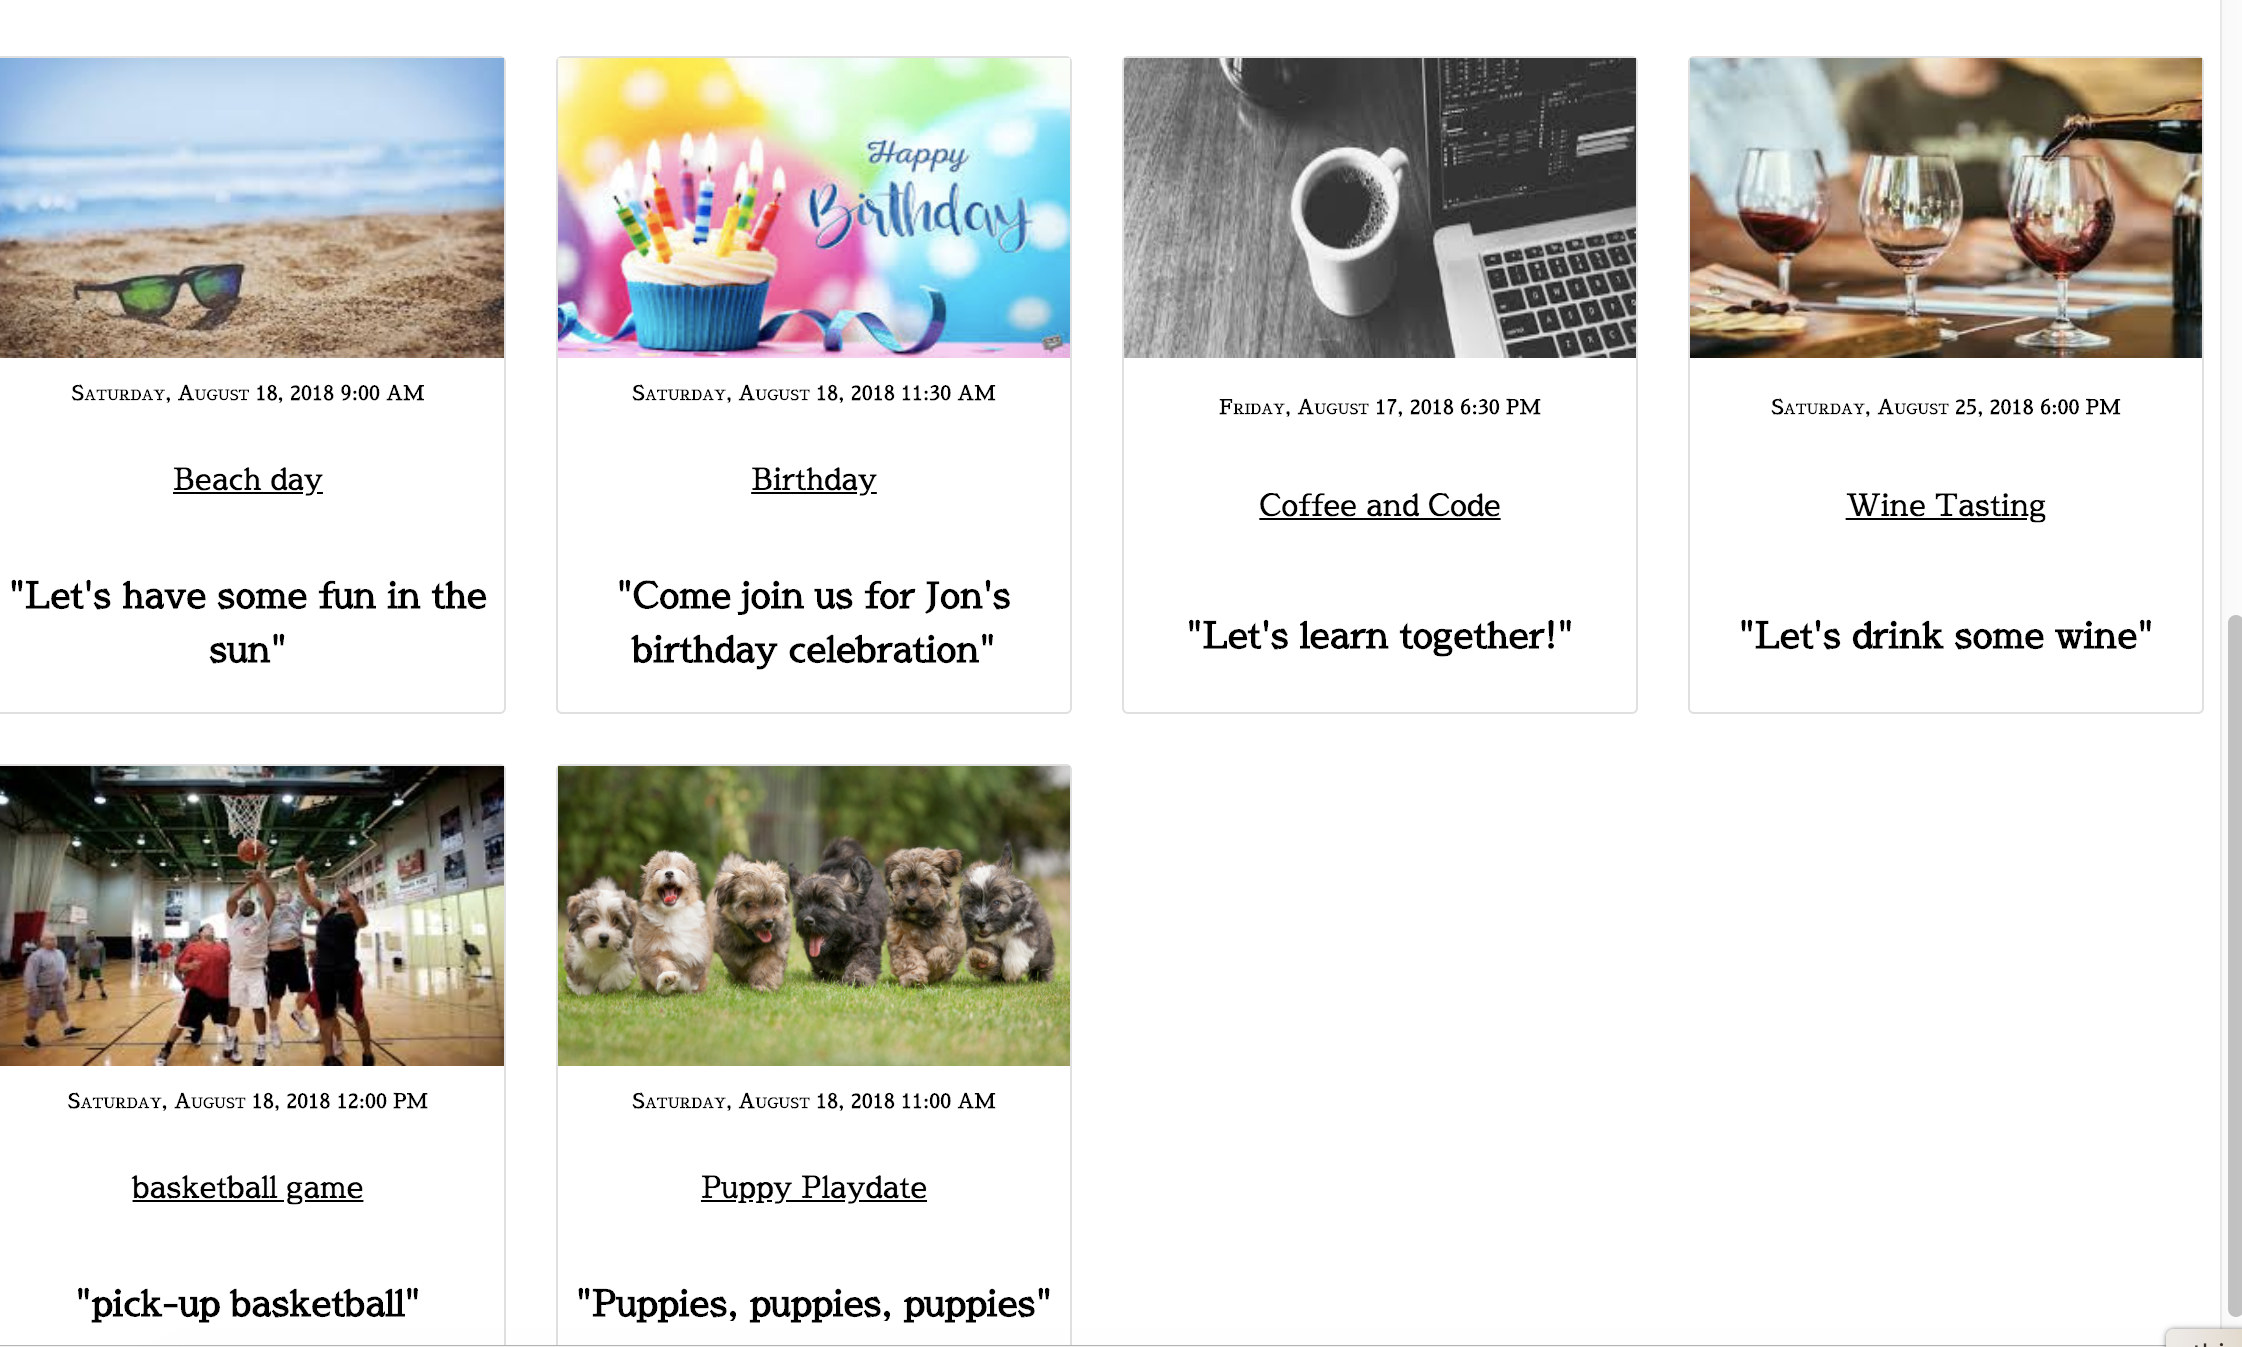 Happy
Birthday
Saturday, August 18, 2018 9:00 AM
Beach day
"Let's have some fun in the
sun"
Saturday, August 18, 2018 11:30 AM
Birthday
"Come join us for Jon's
birthday celebration"
Friday, August 17, 2018 6:30 PM
Coffee and Code
"Let's learn together!"
Saturday, August 25, 2018 6:00 PM
Wine Tasting
"Let's drink some wine"
Saturday, August 18, 2018 12:00 PM
basketball game
"pick-up basketball"
Saturday, August 18, 2018 11:00 AM
Puppy Playdate
"Puppies, puppies, puppies"